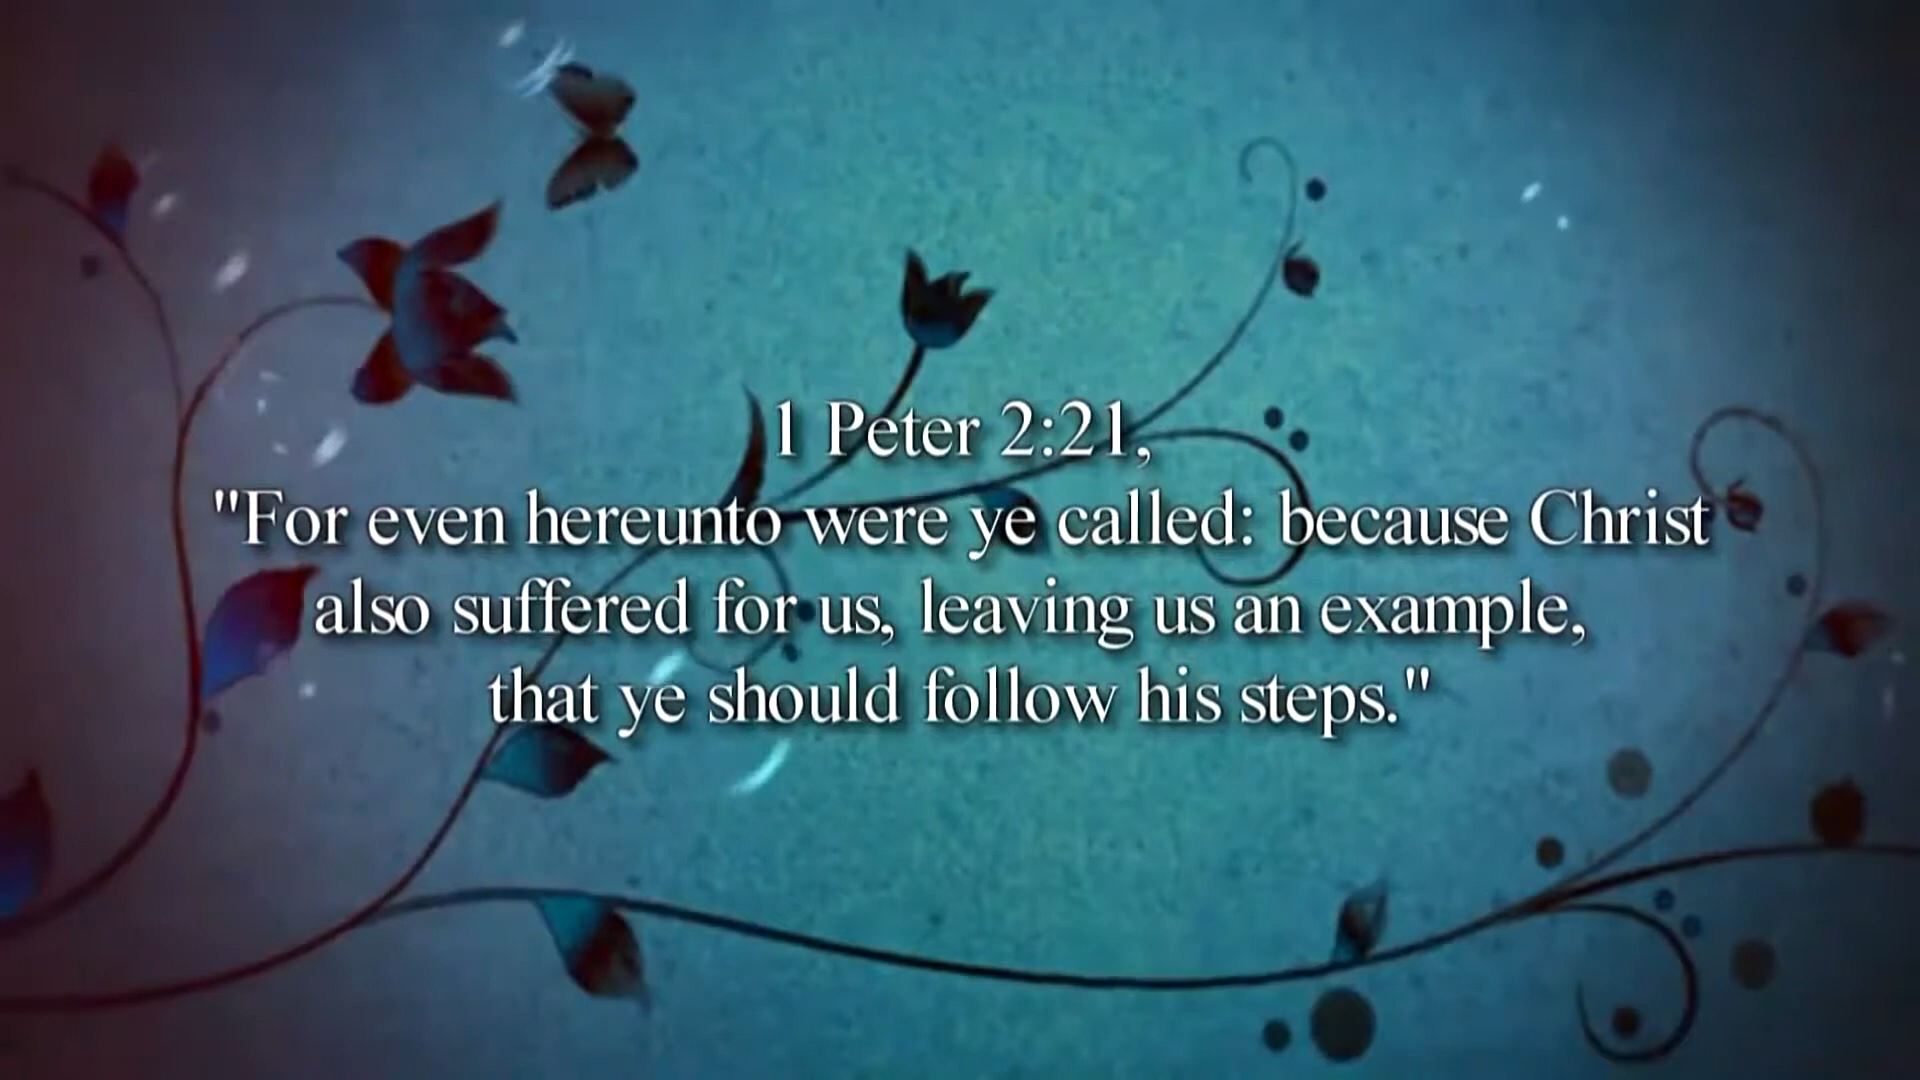 1 Peter 2:21,
"For even hereunto were ye called: because Christ
also suffered for us, leaving us an example,
that ye should follow his steps."